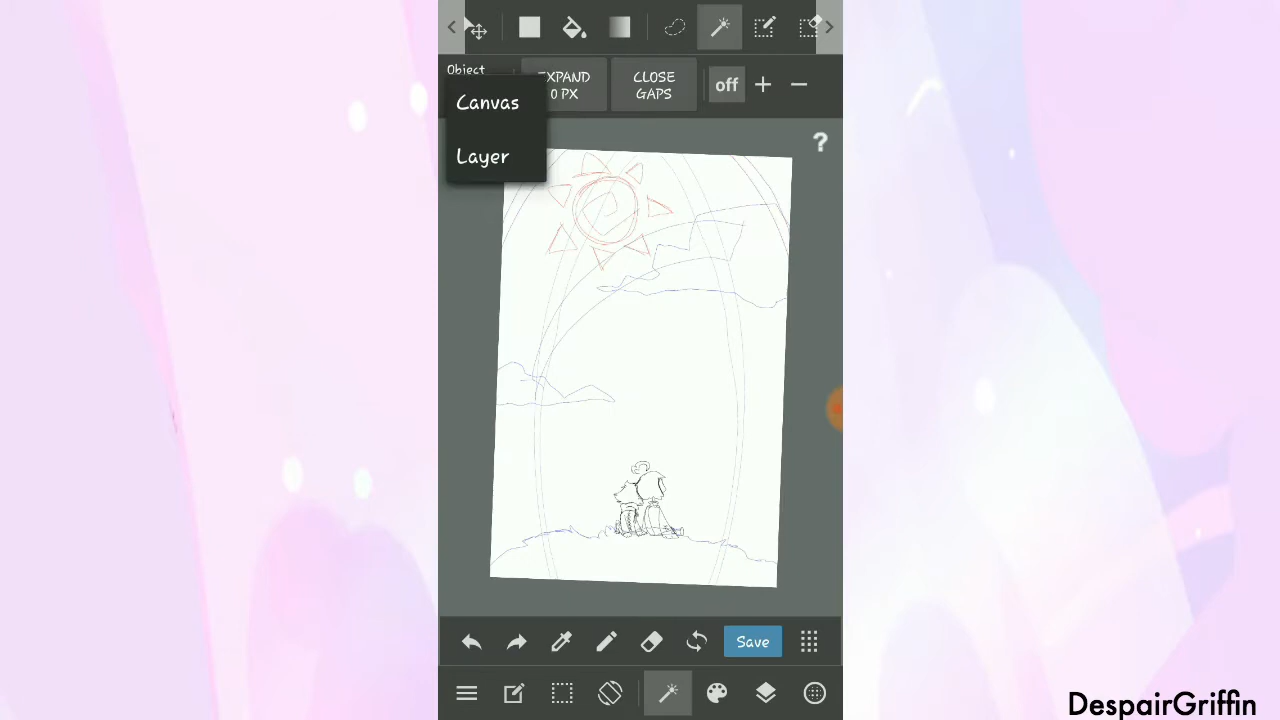 Object
Canvas
Layer
EXPAND
0 PX
CLOSE
GAPS
off
?
Save
DespairGriffin